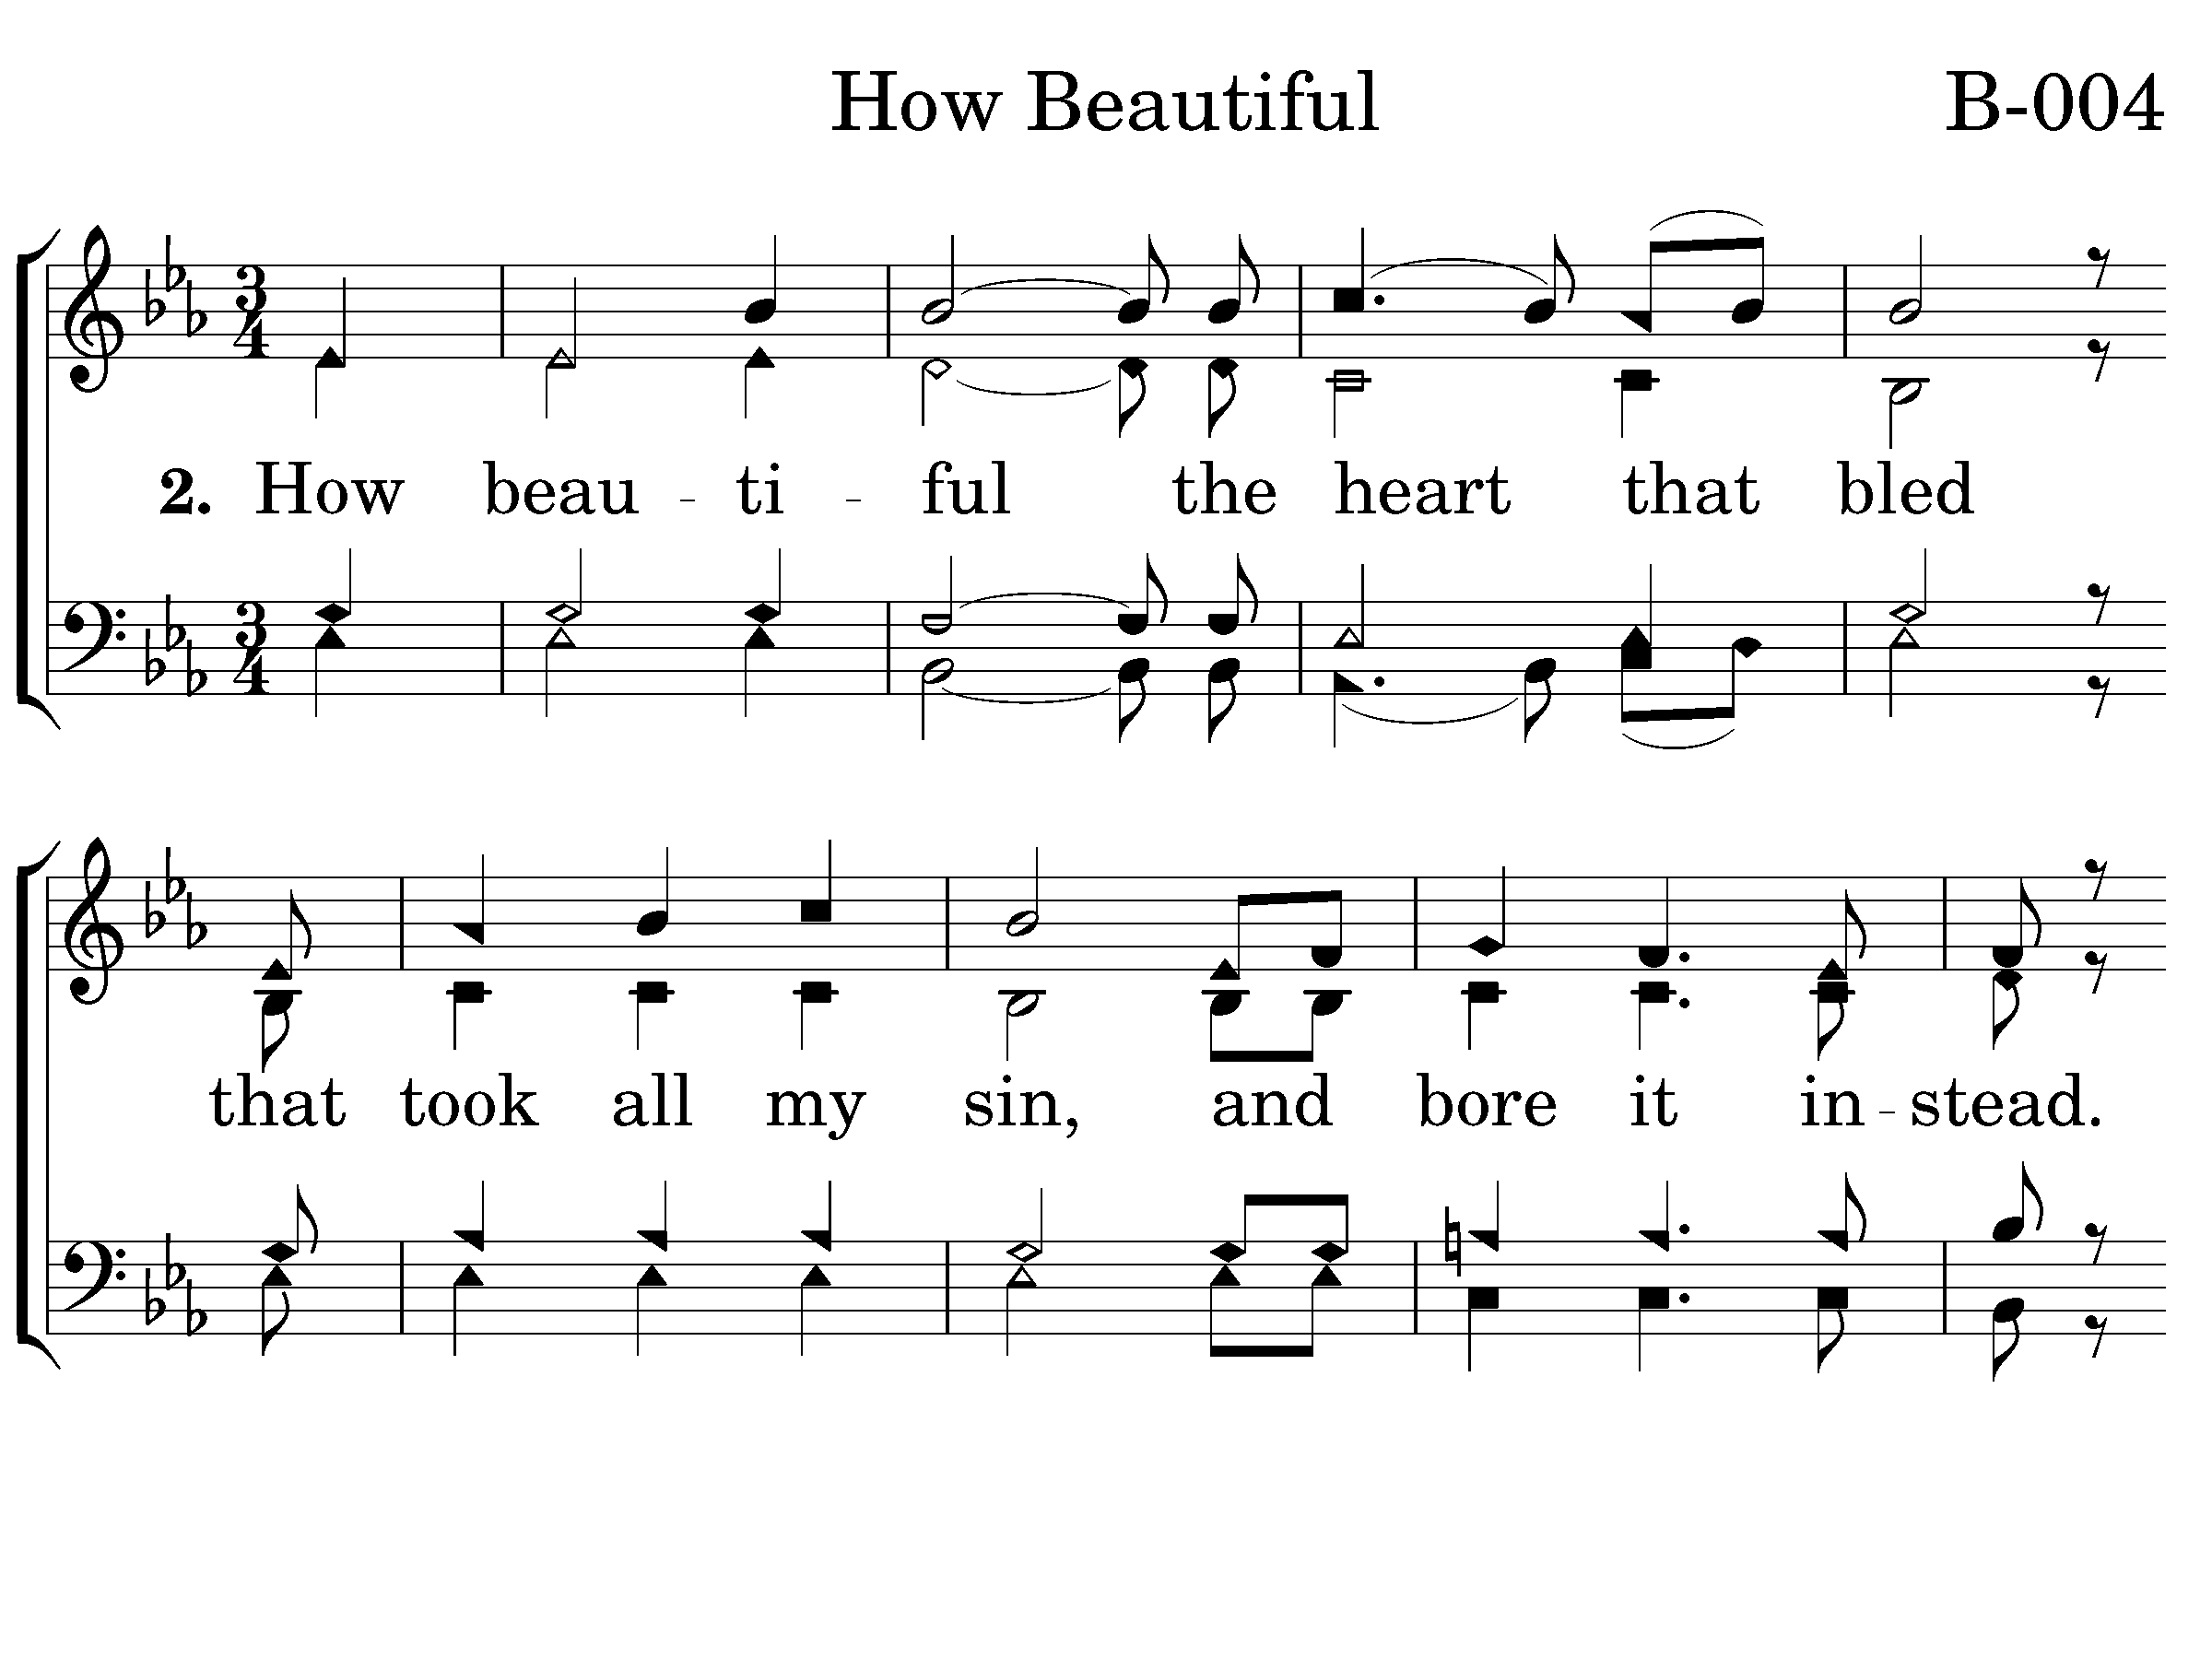 How Beautiful B-004
2. How beau - ti - ful the heart that bled
that took all my sin, and bore it in - stead.